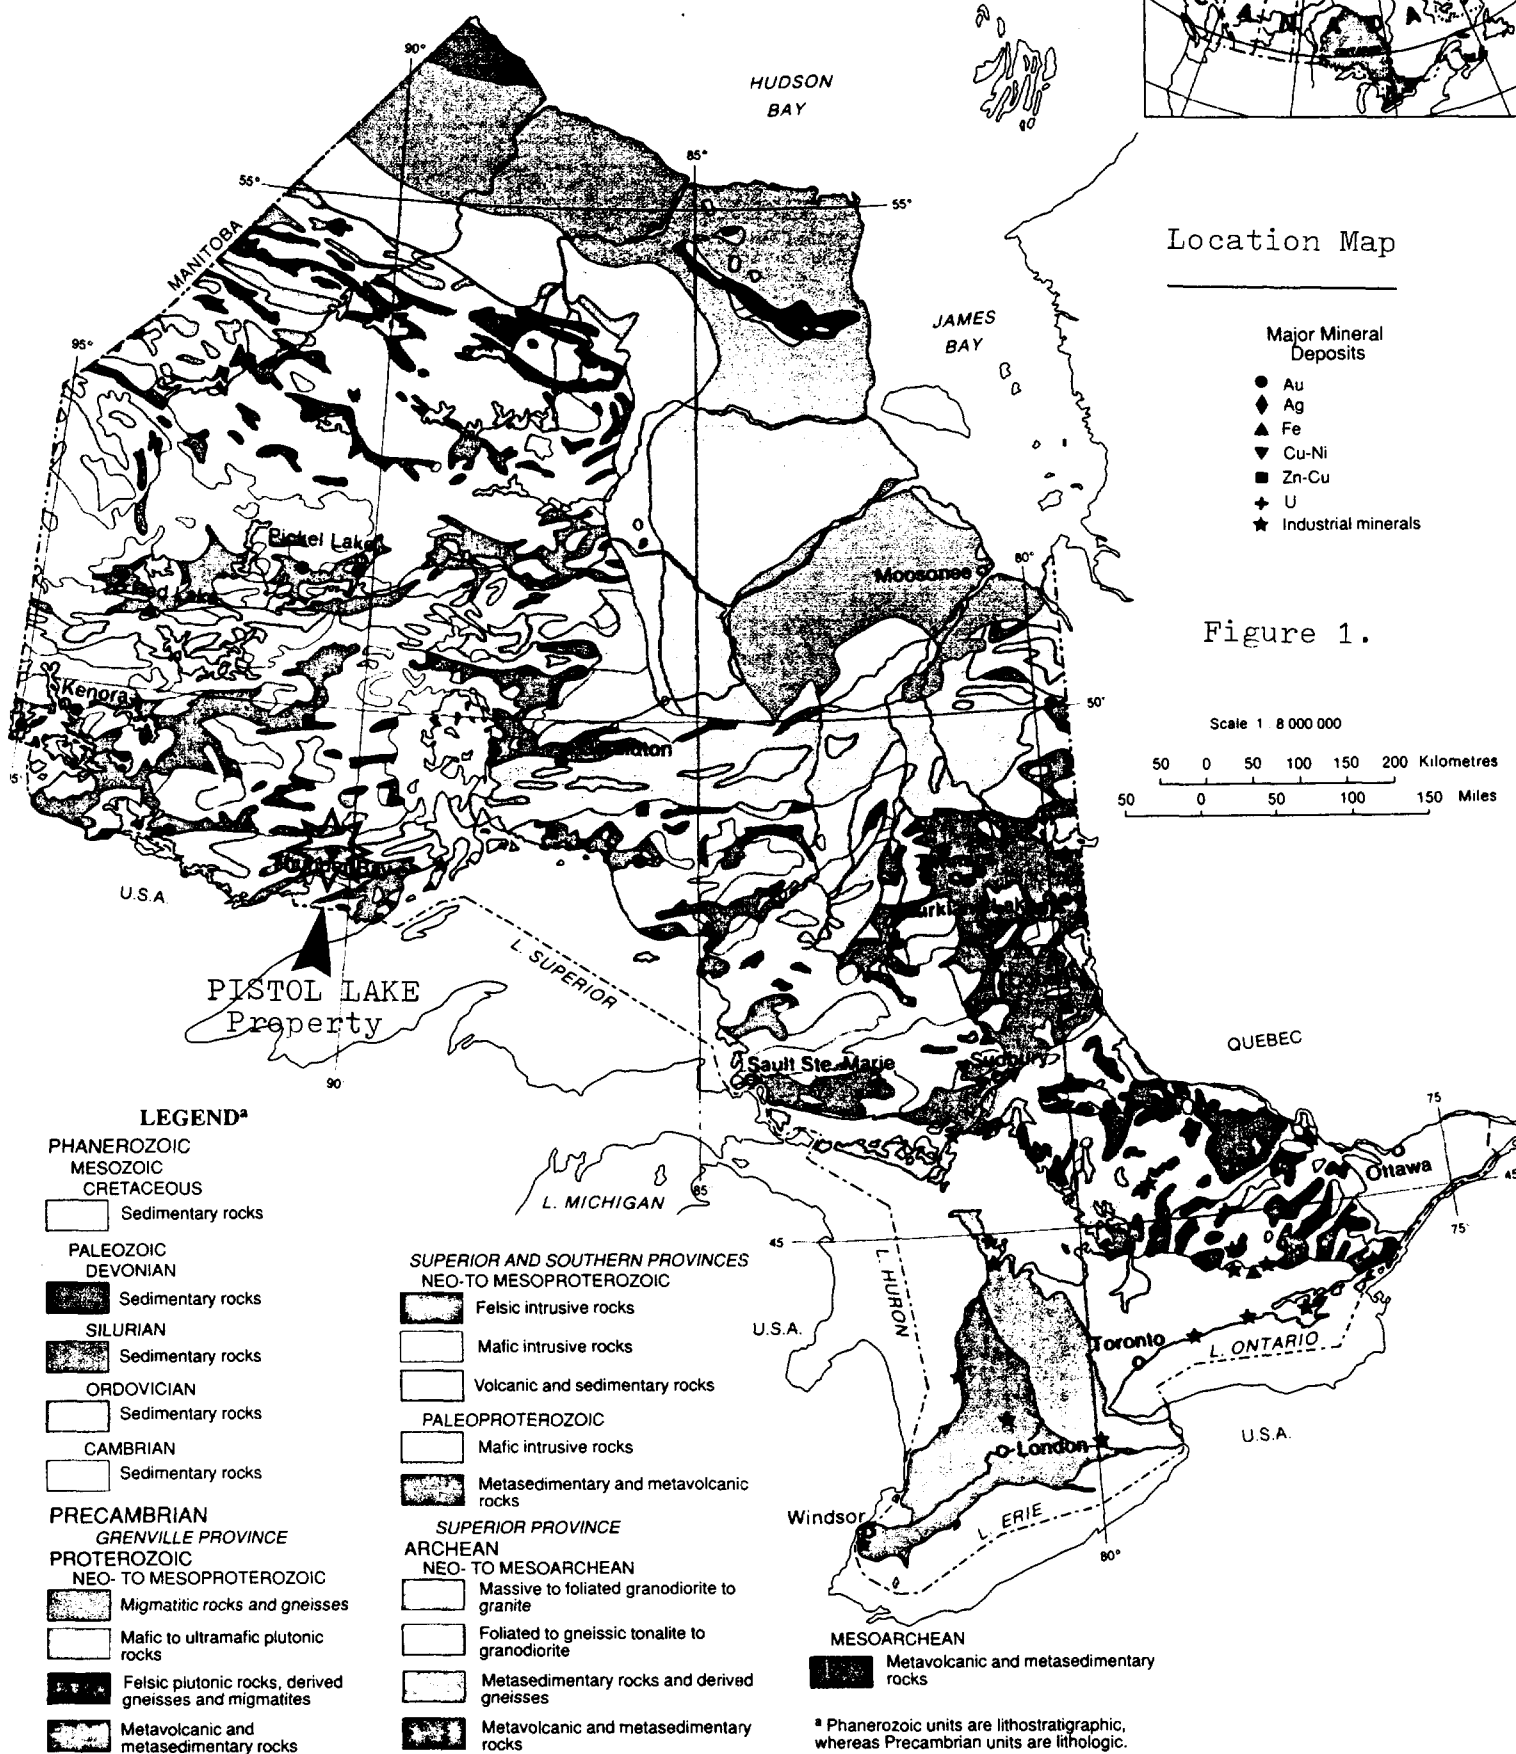 C A N A D A
ONTARIO
90°
HUDSON
BAY
85°
55°
55°
MANITOBA
Location Map
JAMES
BAY
95°
Major Mineral
Deposits
Au
Ag
Fe
Cu-Ni
Zn-Cu
U
Industrial minerals
Pickel Lake
Moosonee
80°
Red Lake
Figure 1.
Kenora
50°
Scale 1 8 000 000
50 0 50 100 150 200 Kilometres
50 0 50 100 150 Miles
U.S.A.
L. SUPERIOR
PISTOL LAKE
Property
90
QUEBEC
Sault Ste. Marie
Sudbury
75
Ottawa
45
75°
L. MICHIGAN
85
45
L. HURON
U.S.A.
Toronto
L. ONTARIO
U.S.A.
London
Windsor
L. ERIE
80°
LEGENDª
PHANEROZOIC
MESOZOIC
CRETACEOUS
Sedimentary rocks
PALEOZOIC
DEVONIAN
Sedimentary rocks
SILURIAN
Sedimentary rocks
ORDOVICIAN
Sedimentary rocks
CAMBRIAN
Sedimentary rocks
PRECAMBRIAN
GRENVILLE PROVINCE
PROTEROZOIC
NEO- TO MESOPROTEROZOIC
Migmatitic rocks and gneisses
Mafic to ultramafic plutonic
rocks
Felsic plutonic rocks, derived
gneisses and migmatites
Metavolcanic and
metasedimentary rocks
SUPERIOR AND SOUTHERN PROVINCES
NEO-TO MESOPROTEROZOIC
Felsic intrusive rocks
Mafic intrusive rocks
Volcanic and sedimentary rocks
PALEOPROTEROZOIC
Mafic intrusive rocks
Metasedimentary and metavolcanic
rocks
SUPERIOR PROVINCE
ARCHEAN
NEO- TO MESOARCHEAN
Massive to foliated granodiorite to
granite
Foliated to gneissic tonalite to
granodiorite
Metasedimentary rocks and derived
gneisses
Metavolcanic and metasedimentary
rocks
MESOARCHEAN
Metavolcanic and metasedimentary
rocks
ª Phanerozoic units are lithostratigraphic,
whereas Precambrian units are lithologic.